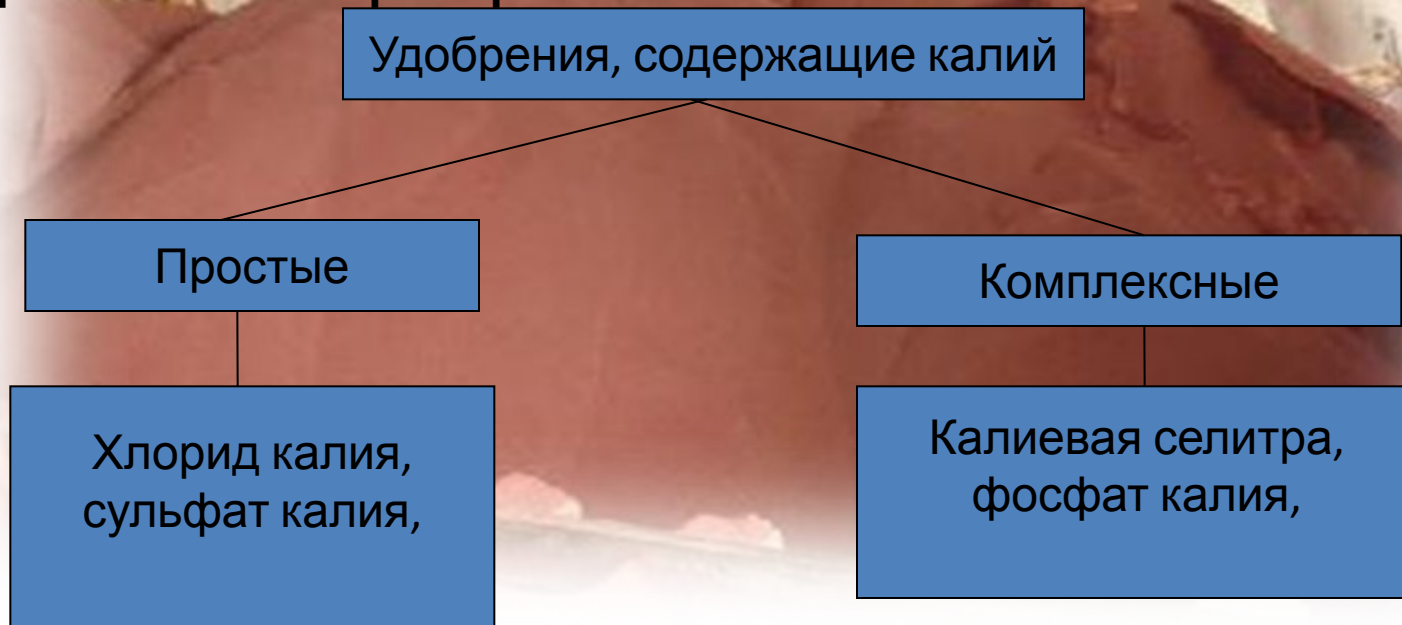 Удобрения, содержащие калий
Простые
Комплексные
Хлорид калия,
сульфат калия,
Калиевая селитра,
фосфат калия,